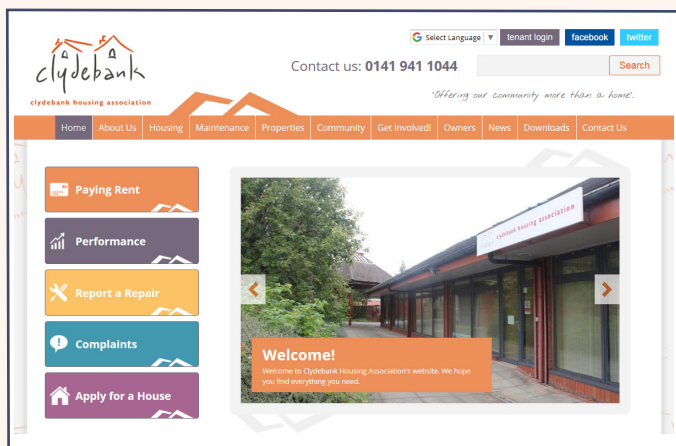 Select Language ▼
tenant login
facebook
twitter
clydebank
clydebank housing association
Contact us: 0141 941 1044
Search
"Offering our community more than a home".
Home About Us Housing Maintenance Properties Community Get Involved! Owners News Downloads Contact Us
Paying Rent
Performance
Report a Repair
Complaints
Apply for a House
clydebank housing association
Welcome!
Welcome to Clydebank Housing Association's website. We hope
you find everything you need.